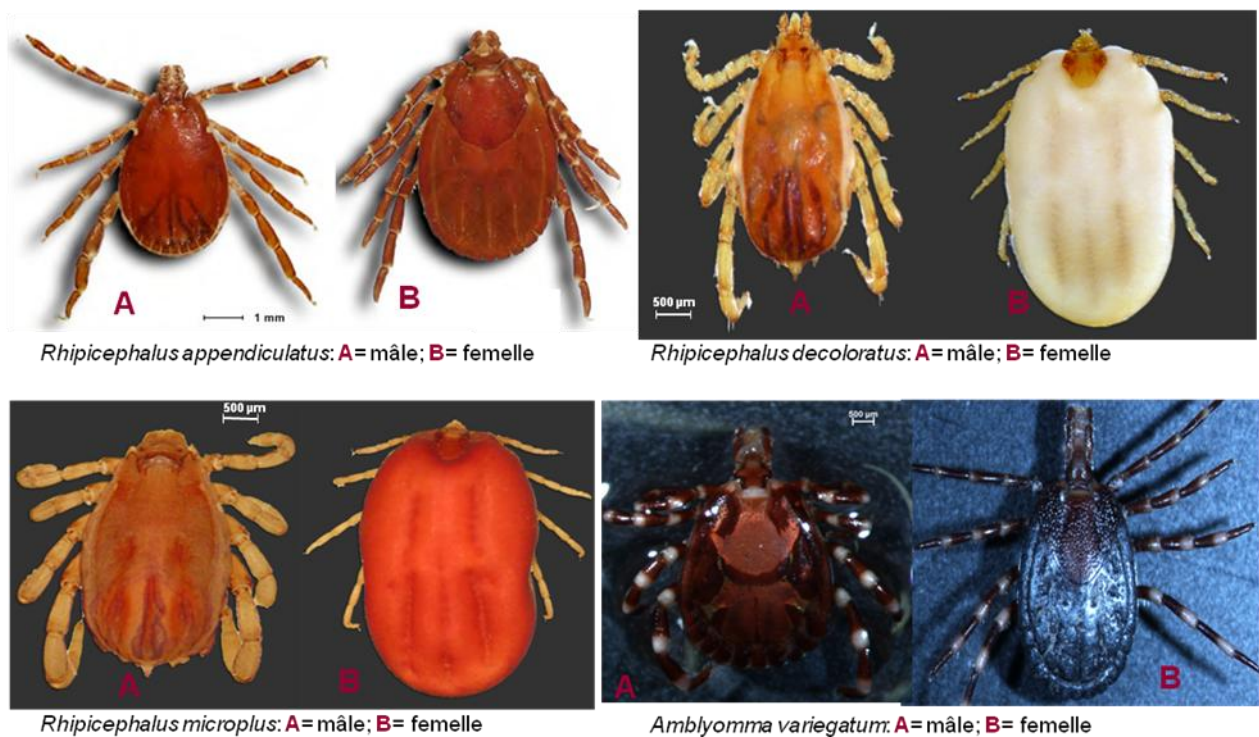 A
1 mm
B
Rhipicephalus appendiculatus: A= mâle; B= femelle
500 µm
A
B
Rhipicephalus decoloratus: A= mâle; B= femelle
500 µm
A
B
Rhipicephalus microplus: A= mâle; B= femelle
500 µm
A
B
Amblyomma variegatum: A= mâle; B= femelle